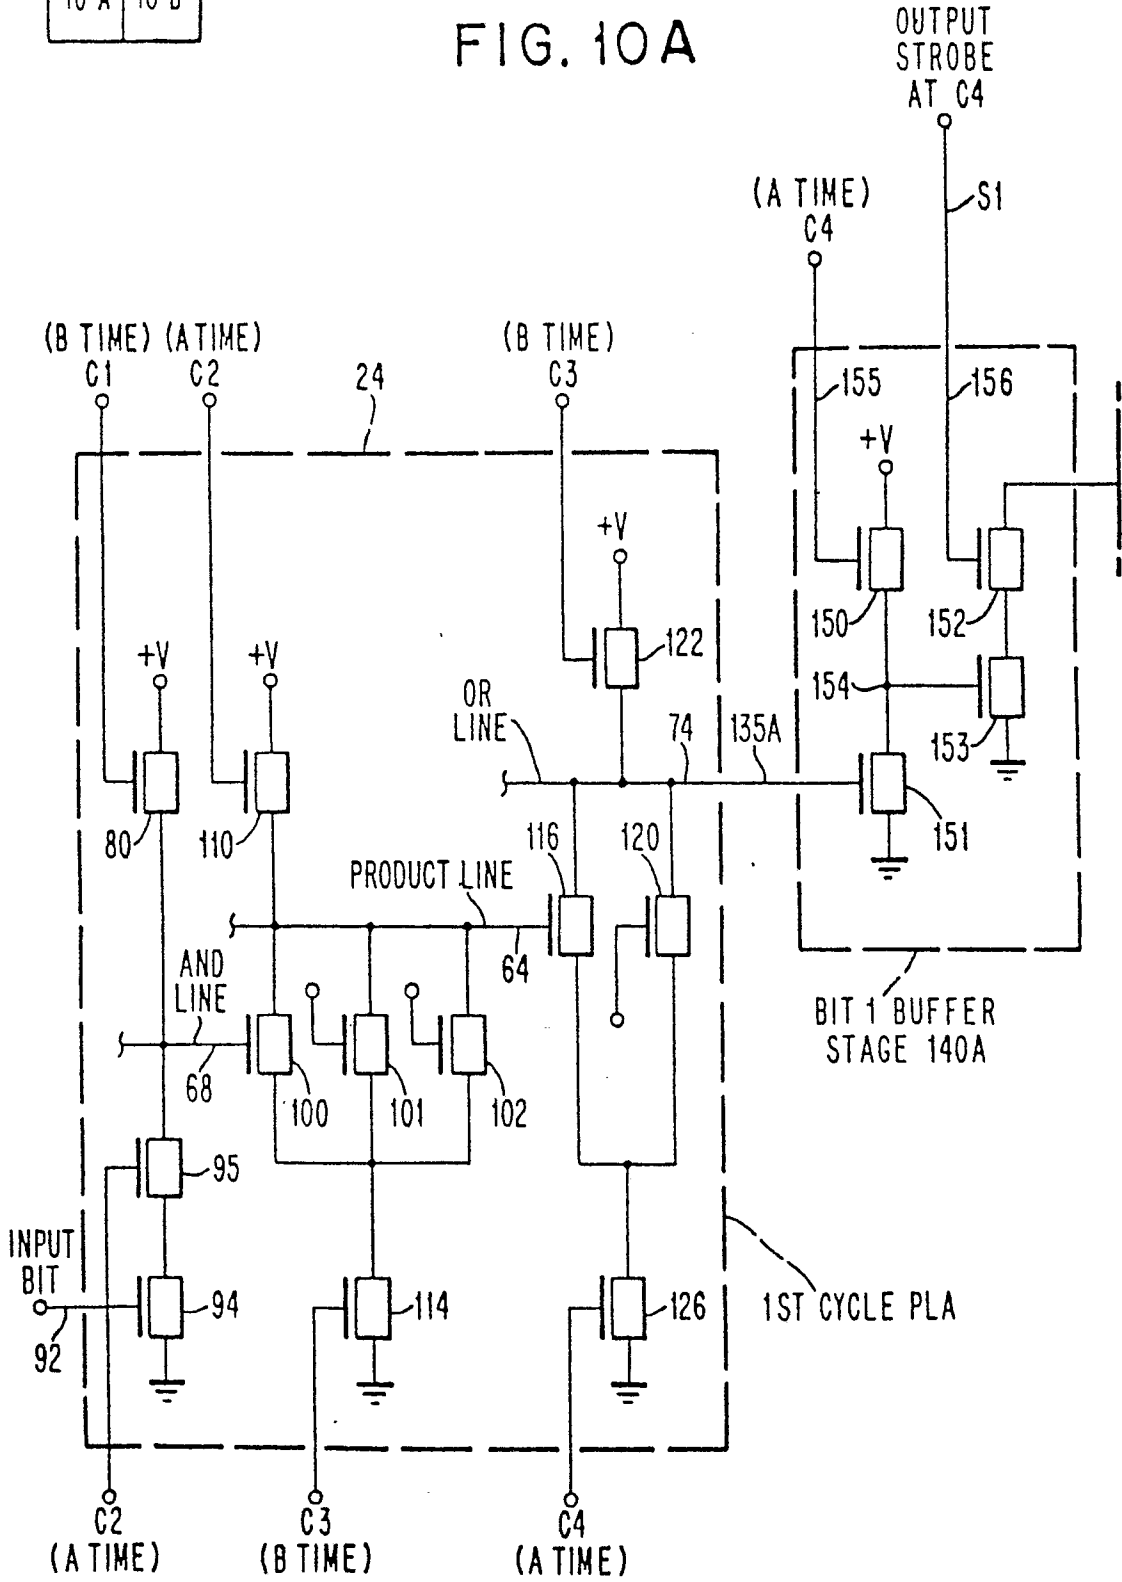 10 A 10 B
FIG. 10A
OUTPUT
STROBE
AT C4
S1
(A TIME)
C4
(B TIME) (A TIME)
C1 C2
24
(B TIME)
C3
155 156
+V
+V
150 152
122
154
+V +V
OR
LINE
74 135A
153
80 110
151
116 120
PRODUCT LINE
64
AND
LINE
68
BIT 1 BUFFER
STAGE 140A
100 101 102
95
INPUT
BIT
94 114 126
1ST CYCLE PLA
92
C2
(A TIME)
C3
(B TIME)
C4
(A TIME)